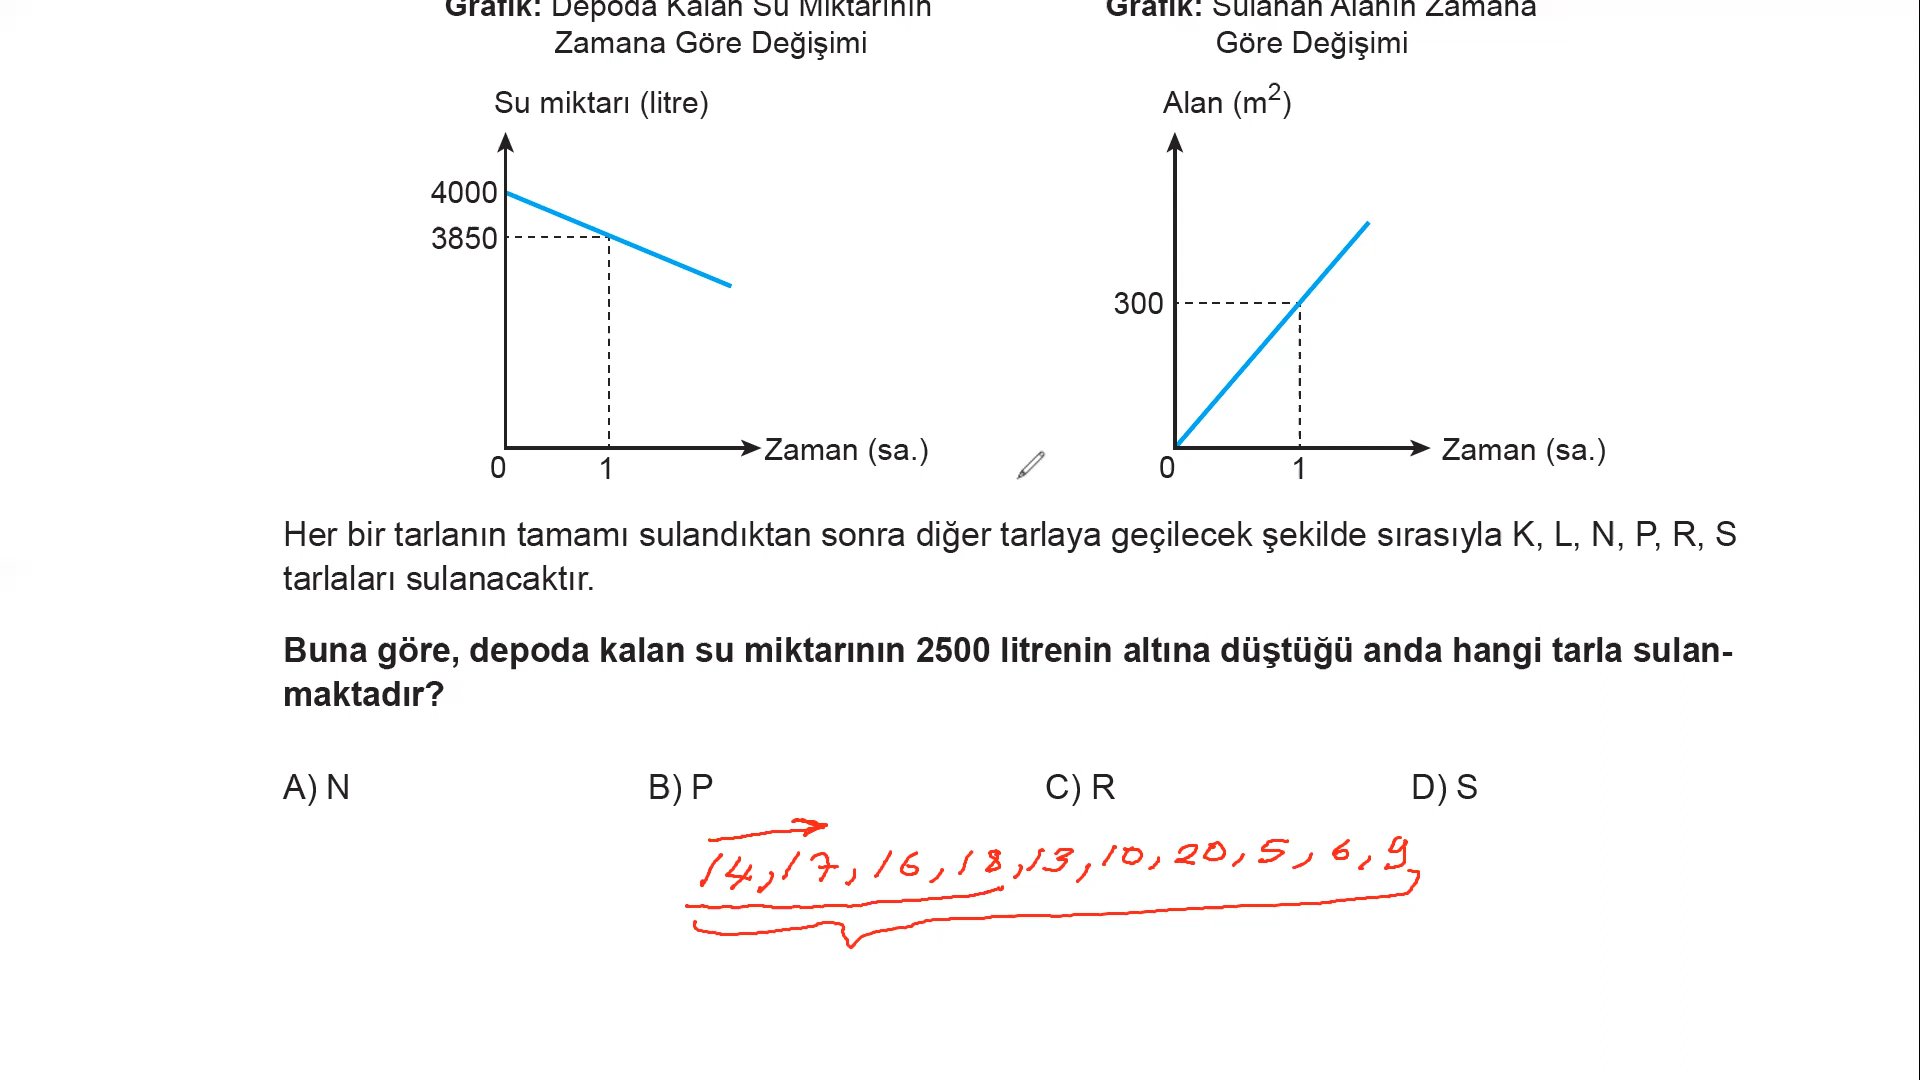 Grafik: Depoda Kalan Su Miktarının
Zamana Göre Değişimi
Su miktarı (litre)
4000
3850
0
1
Zaman (sa.)
Grafik: Sulanan Alanın Zamana
Göre Değişimi
Alan (m²)
300
0
1
Zaman (sa.)
Her bir tarlanın tamamı sulandıktan sonra diğer tarlaya geçilecek şekilde sırasıyla K, L, N, P, R, S
tarlaları sulanacaktır.
Buna göre, depoda kalan su miktarının 2500 litrenin altına düştüğü anda hangi tarla sulan-
maktadır?
A) N B) P C) R D) S
14, 17, 16, 18, 13, 10, 20, 5, 6, 9